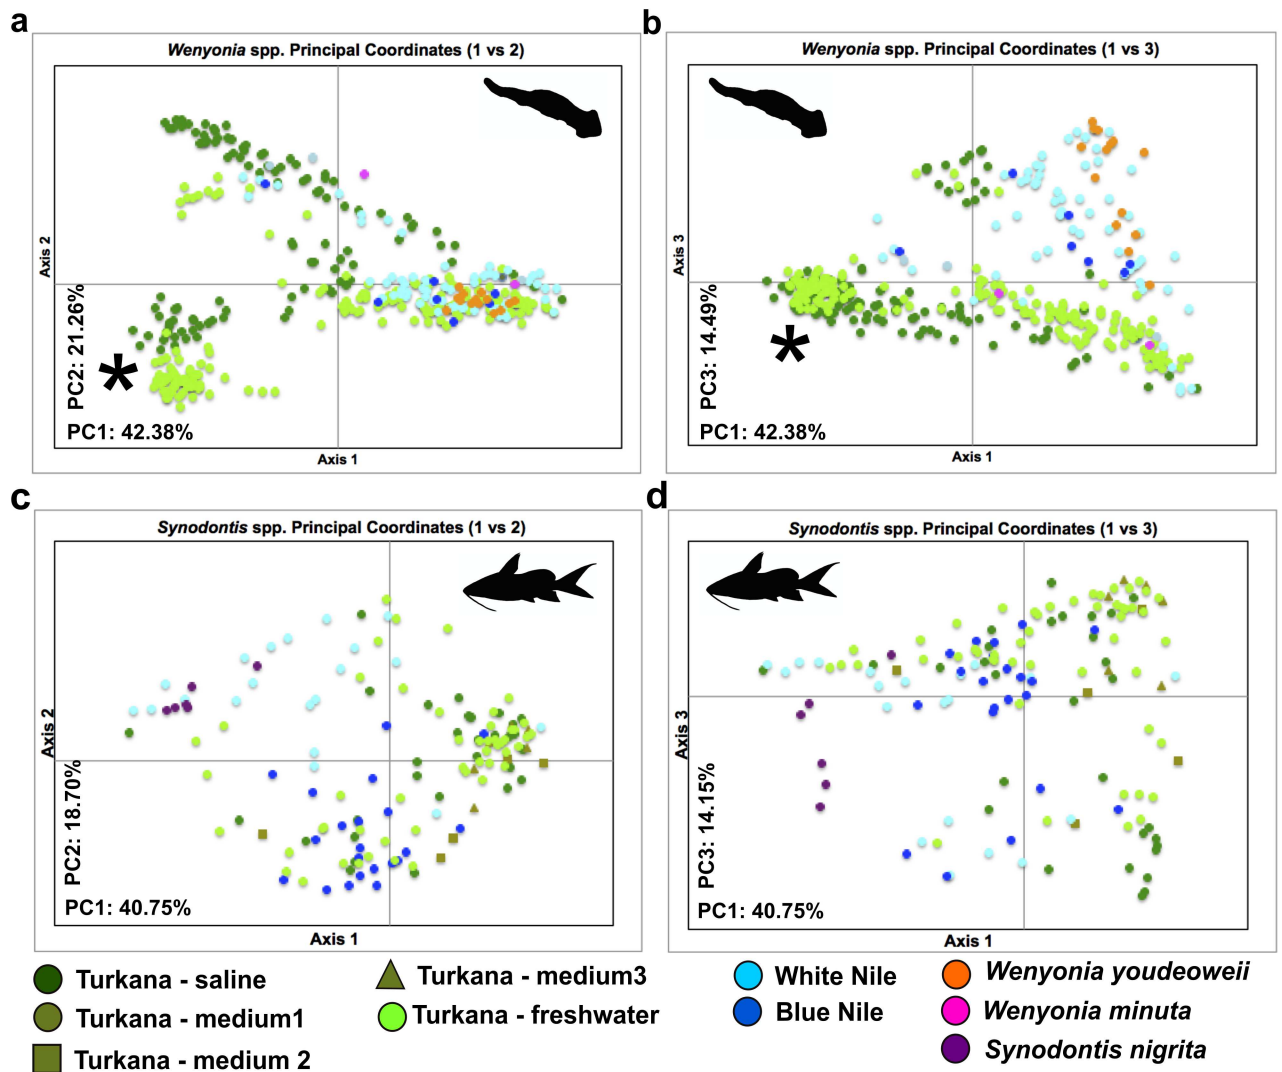 a
Wenyonia spp. Principal Coordinates (1 vs 2)
Axis 2
PC2: 21.26%
*
PC1: 42.38%
Axis 1
b
Wenyonia spp. Principal Coordinates (1 vs 3)
Axis 3
PC3: 14.49%
*
PC1: 42.38%
Axis 1
c
Synodontis spp. Principal Coordinates (1 vs 2)
Axis 2
PC2: 18.70%
PC1: 40.75%
Axis 1
d
Synodontis spp. Principal Coordinates (1 vs 3)
Axis 3
PC3: 14.15%
PC1: 40.75%
Axis 1
Turkana - saline
Turkana - medium1
Turkana - medium 2
Turkana - medium3
Turkana - freshwater
White Nile
Blue Nile
Wenyonia youdeoweii
Wenyonia minuta
Synodontis nigrita